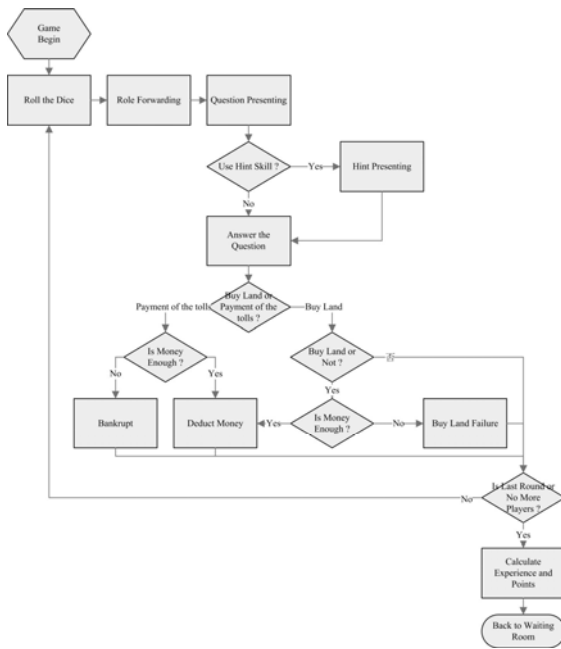 Game
Begin
Roll the Dice
Role Forwarding
Question Presenting
Use Hint Skill ?
Yes
Hint Presenting
No
Answer the
Question
Buy Land or
Payment of the
tolls ?
Payment of the toll
Buy Land
Is Money
Enough ?
Buy Land or
Not ?
否
No
Yes
Yes
Bankrupt
Deduct Money
Yes
Is Money
Enough ?
No
Buy Land Failure
Is Last Round or
No More
Players ?
No
Yes
Calculate
Experience and
Points
Back to Waiting
Room